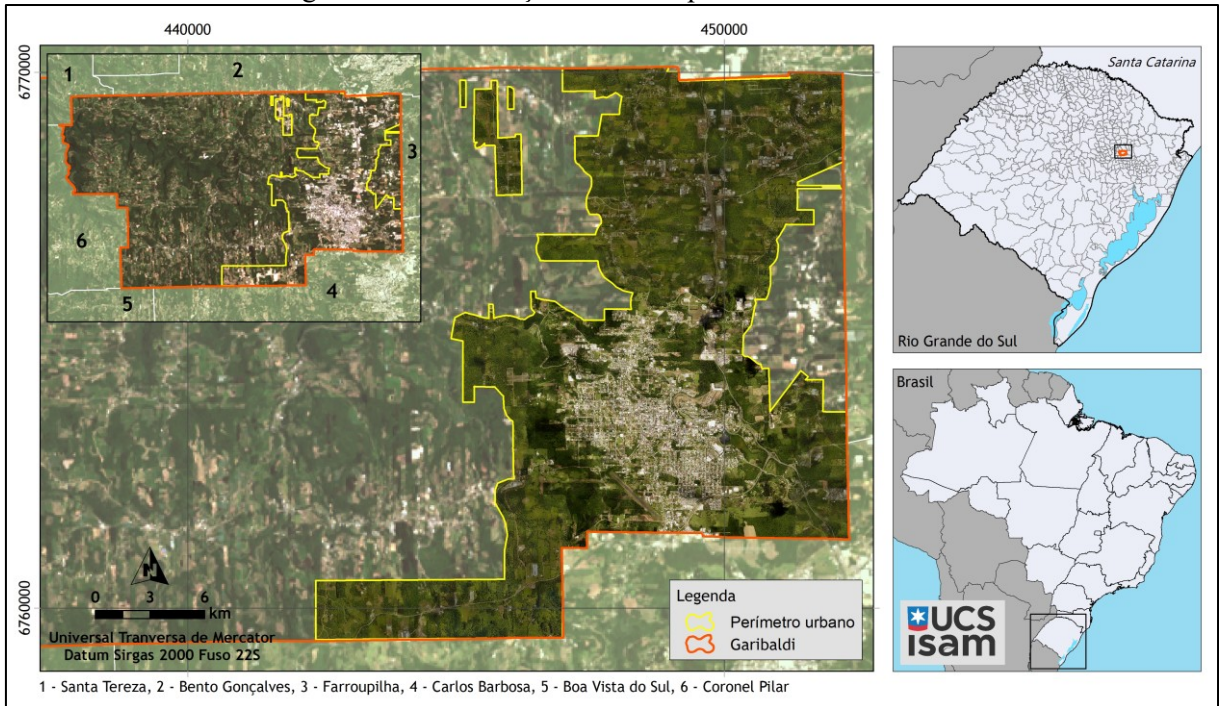 440000
450000
6770000
6760000
1
2
3
6
5
4
0 3 6
km
Universal Tranversa de Mercator
Datum Sirgas 2000 Fuso 22S
Legenda
Perímetro urbano
Garibaldi
Santa Catarina
Rio Grande do Sul
Brasil
UCS
isam
1 - Santa Tereza, 2 - Bento Gonçalves, 3 - Farroupilha, 4 - Carlos Barbosa, 5 - Boa Vista do Sul, 6 - Coronel Pilar